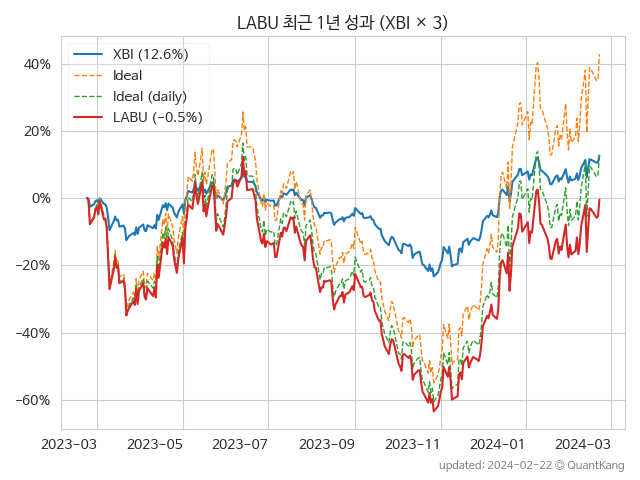 LABU 최근 1년 성과 (XBI × 3)
XBI (12.6%)
Ideal
Ideal (daily)
LABU (−0.5%)
40%
20%
0%
−20%
−40%
−60%
2023-03 2023-05 2023-07 2023-09 2023-11 2024-01 2024-03
updated: 2024-02-22 © QuantKang